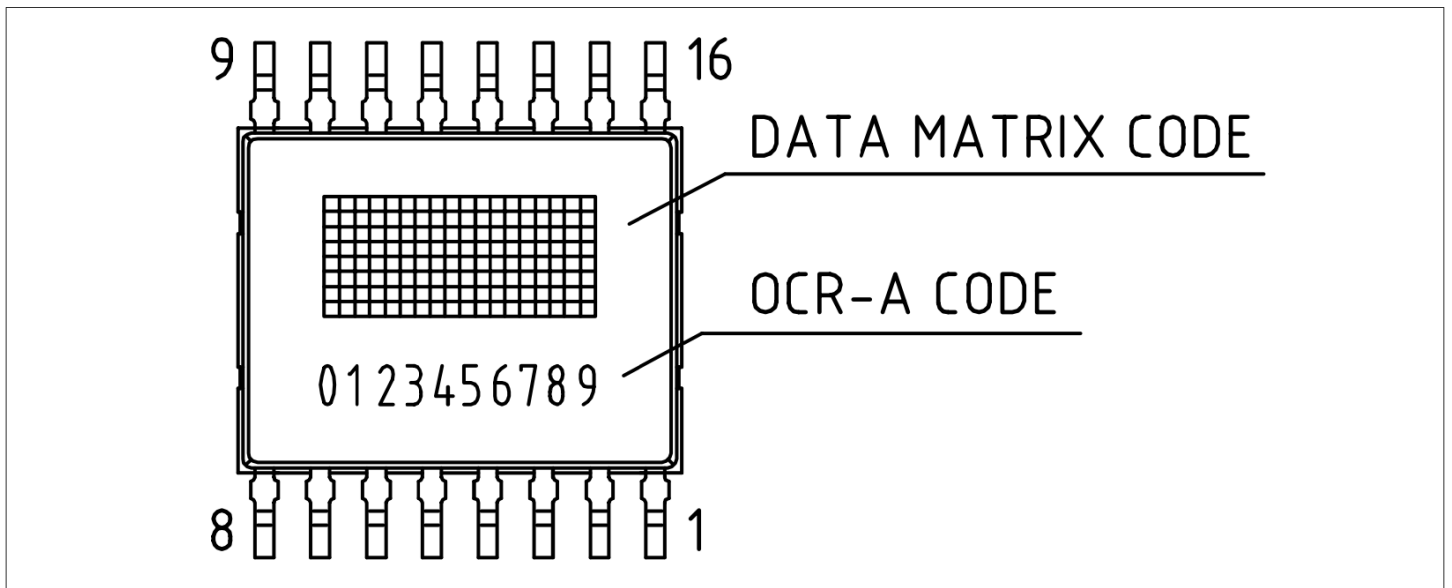 9 16
DATA MATRIX CODE
OCR-A CODE
0123456789
8 1